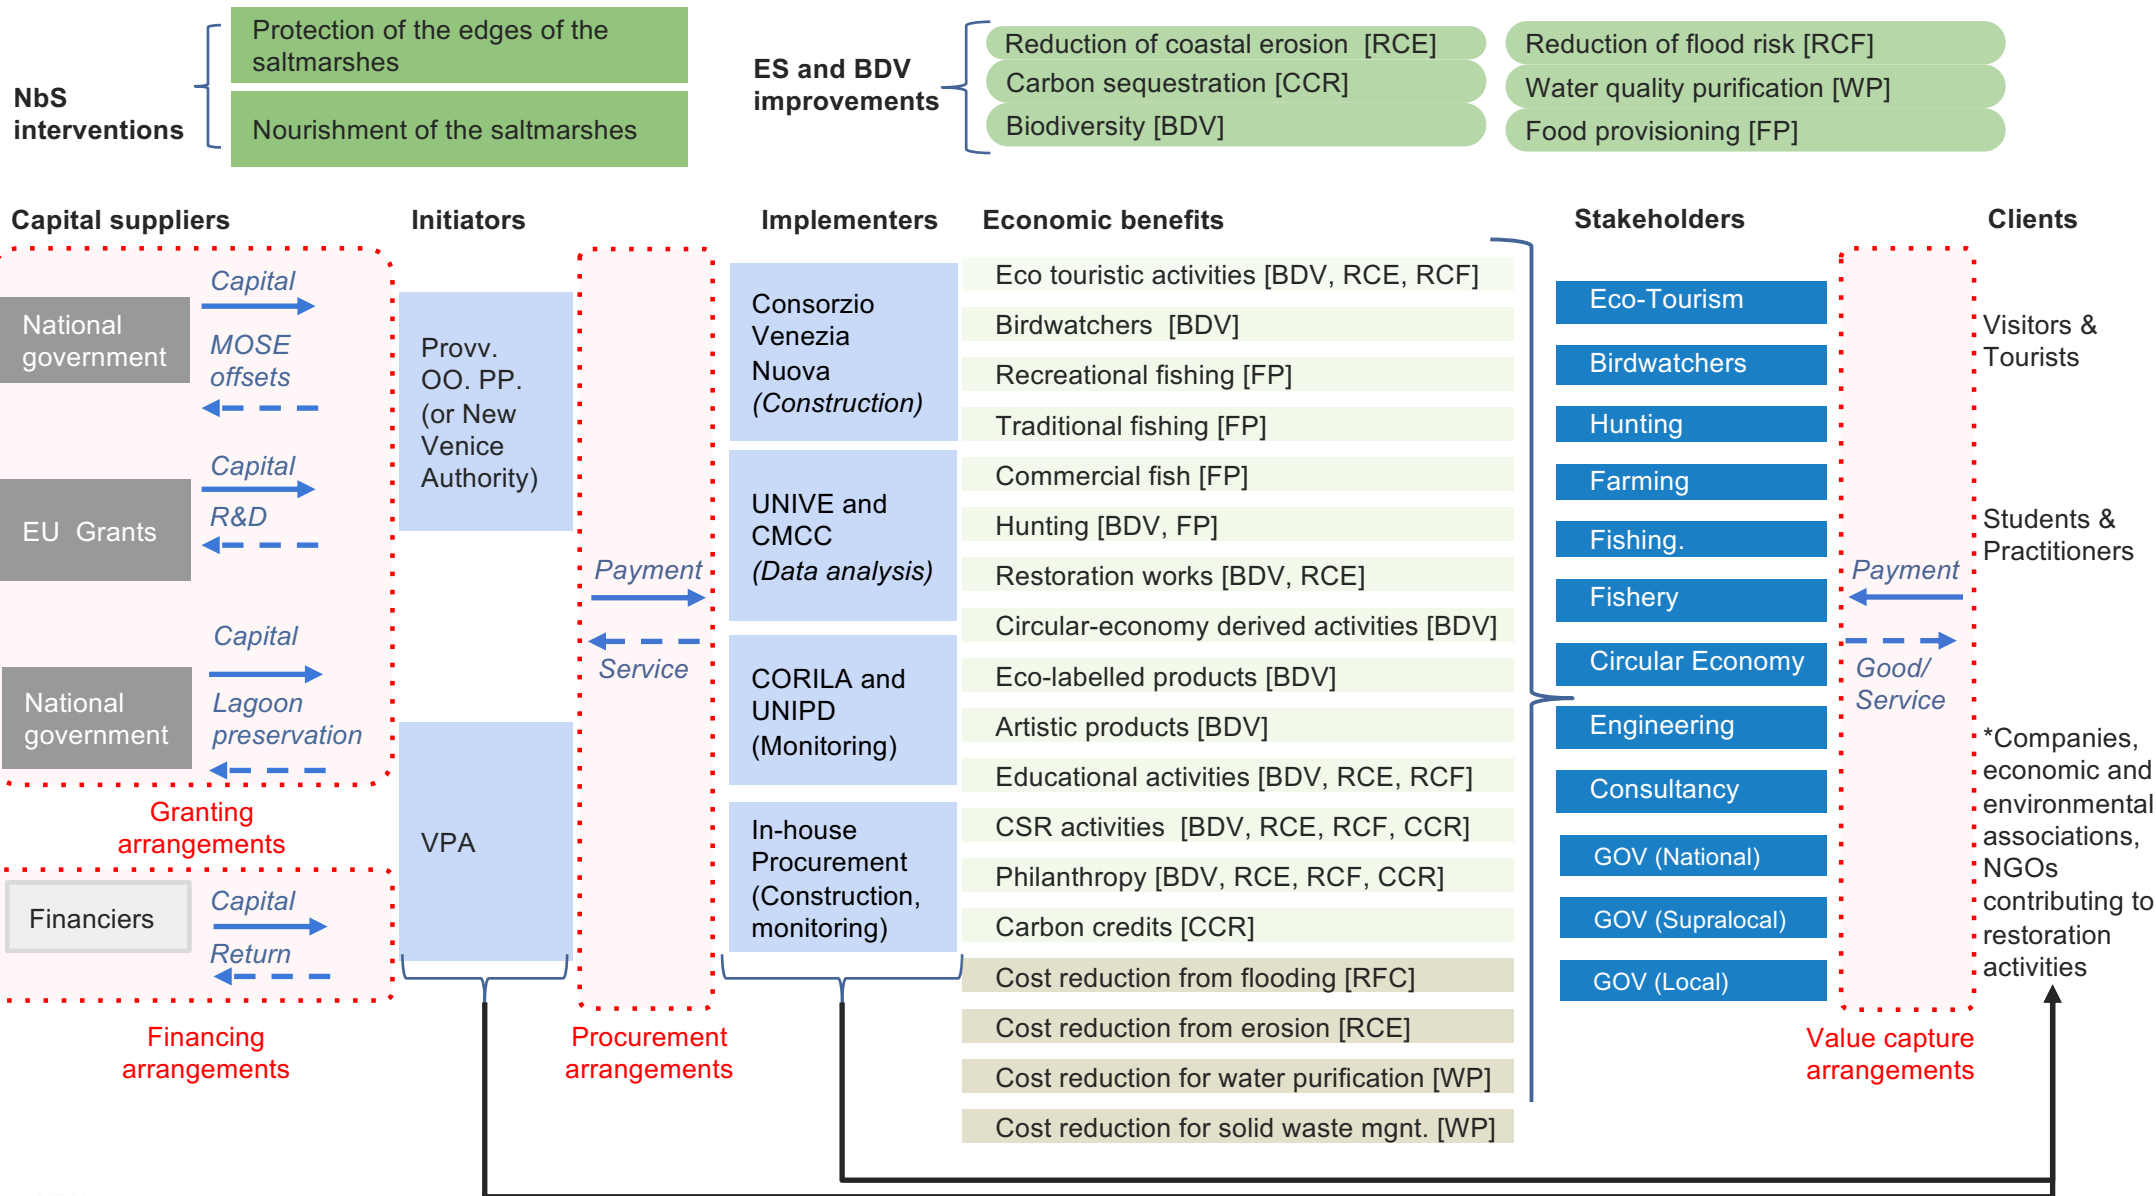 NbS
interventions
Protection of the edges of the
saltmarshes
Nourishment of the saltmarshes
ES and BDV
improvements
Reduction of coastal erosion [RCE]
Carbon sequestration [CCR]
Biodiversity [BDV]
Reduction of flood risk [RCF]
Water quality purification [WP]
Food provisioning [FP]
Capital suppliers
National
government
Capital
MOSE
offsets
EU Grants
Capital
R&D
National
government
Capital
Lagoon
preservation
Granting
arrangements
Financiers
Capital
Return
Financing
arrangements
Initiators
Provv.
OO. PP.
(or New
Venice
Authority)
VPA
Payment
Service
Procurement
arrangements
Implementers
Consorzio
Venezia
Nuova
(Construction)
UNIVE and
CMCC
(Data analysis)
CORILA and
UNIPD
(Monitoring)
In-house
Procurement
(Construction,
monitoring)
Economic benefits
Eco touristic activities [BDV, RCE, RCF]
Birdwatchers [BDV]
Recreational fishing [FP]
Traditional fishing [FP]
Commercial fish [FP]
Hunting [BDV, FP]
Restoration works [BDV, RCE]
Circular-economy derived activities [BDV]
Eco-labelled products [BDV]
Artistic products [BDV]
Educational activities [BDV, RCE, RCF]
CSR activities [BDV, RCE, RCF, CCR]
Philanthropy [BDV, RCE, RCF, CCR]
Carbon credits [CCR]
Cost reduction from flooding [RFC]
Cost reduction from erosion [RCE]
Cost reduction for water purification [WP]
Cost reduction for solid waste mgnt. [WP]
Stakeholders
Eco-Tourism
Birdwatchers
Hunting
Farming
Fishing.
Fishery
Circular Economy
Engineering
Consultancy
GOV (National)
GOV (Supralocal)
GOV (Local)
Payment
Good/
Service
Value capture
arrangements
Clients
Visitors &
Tourists
Students &
Practitioners
*Companies,
economic and
environmental
associations,
NGOs
contributing to
restoration
activities